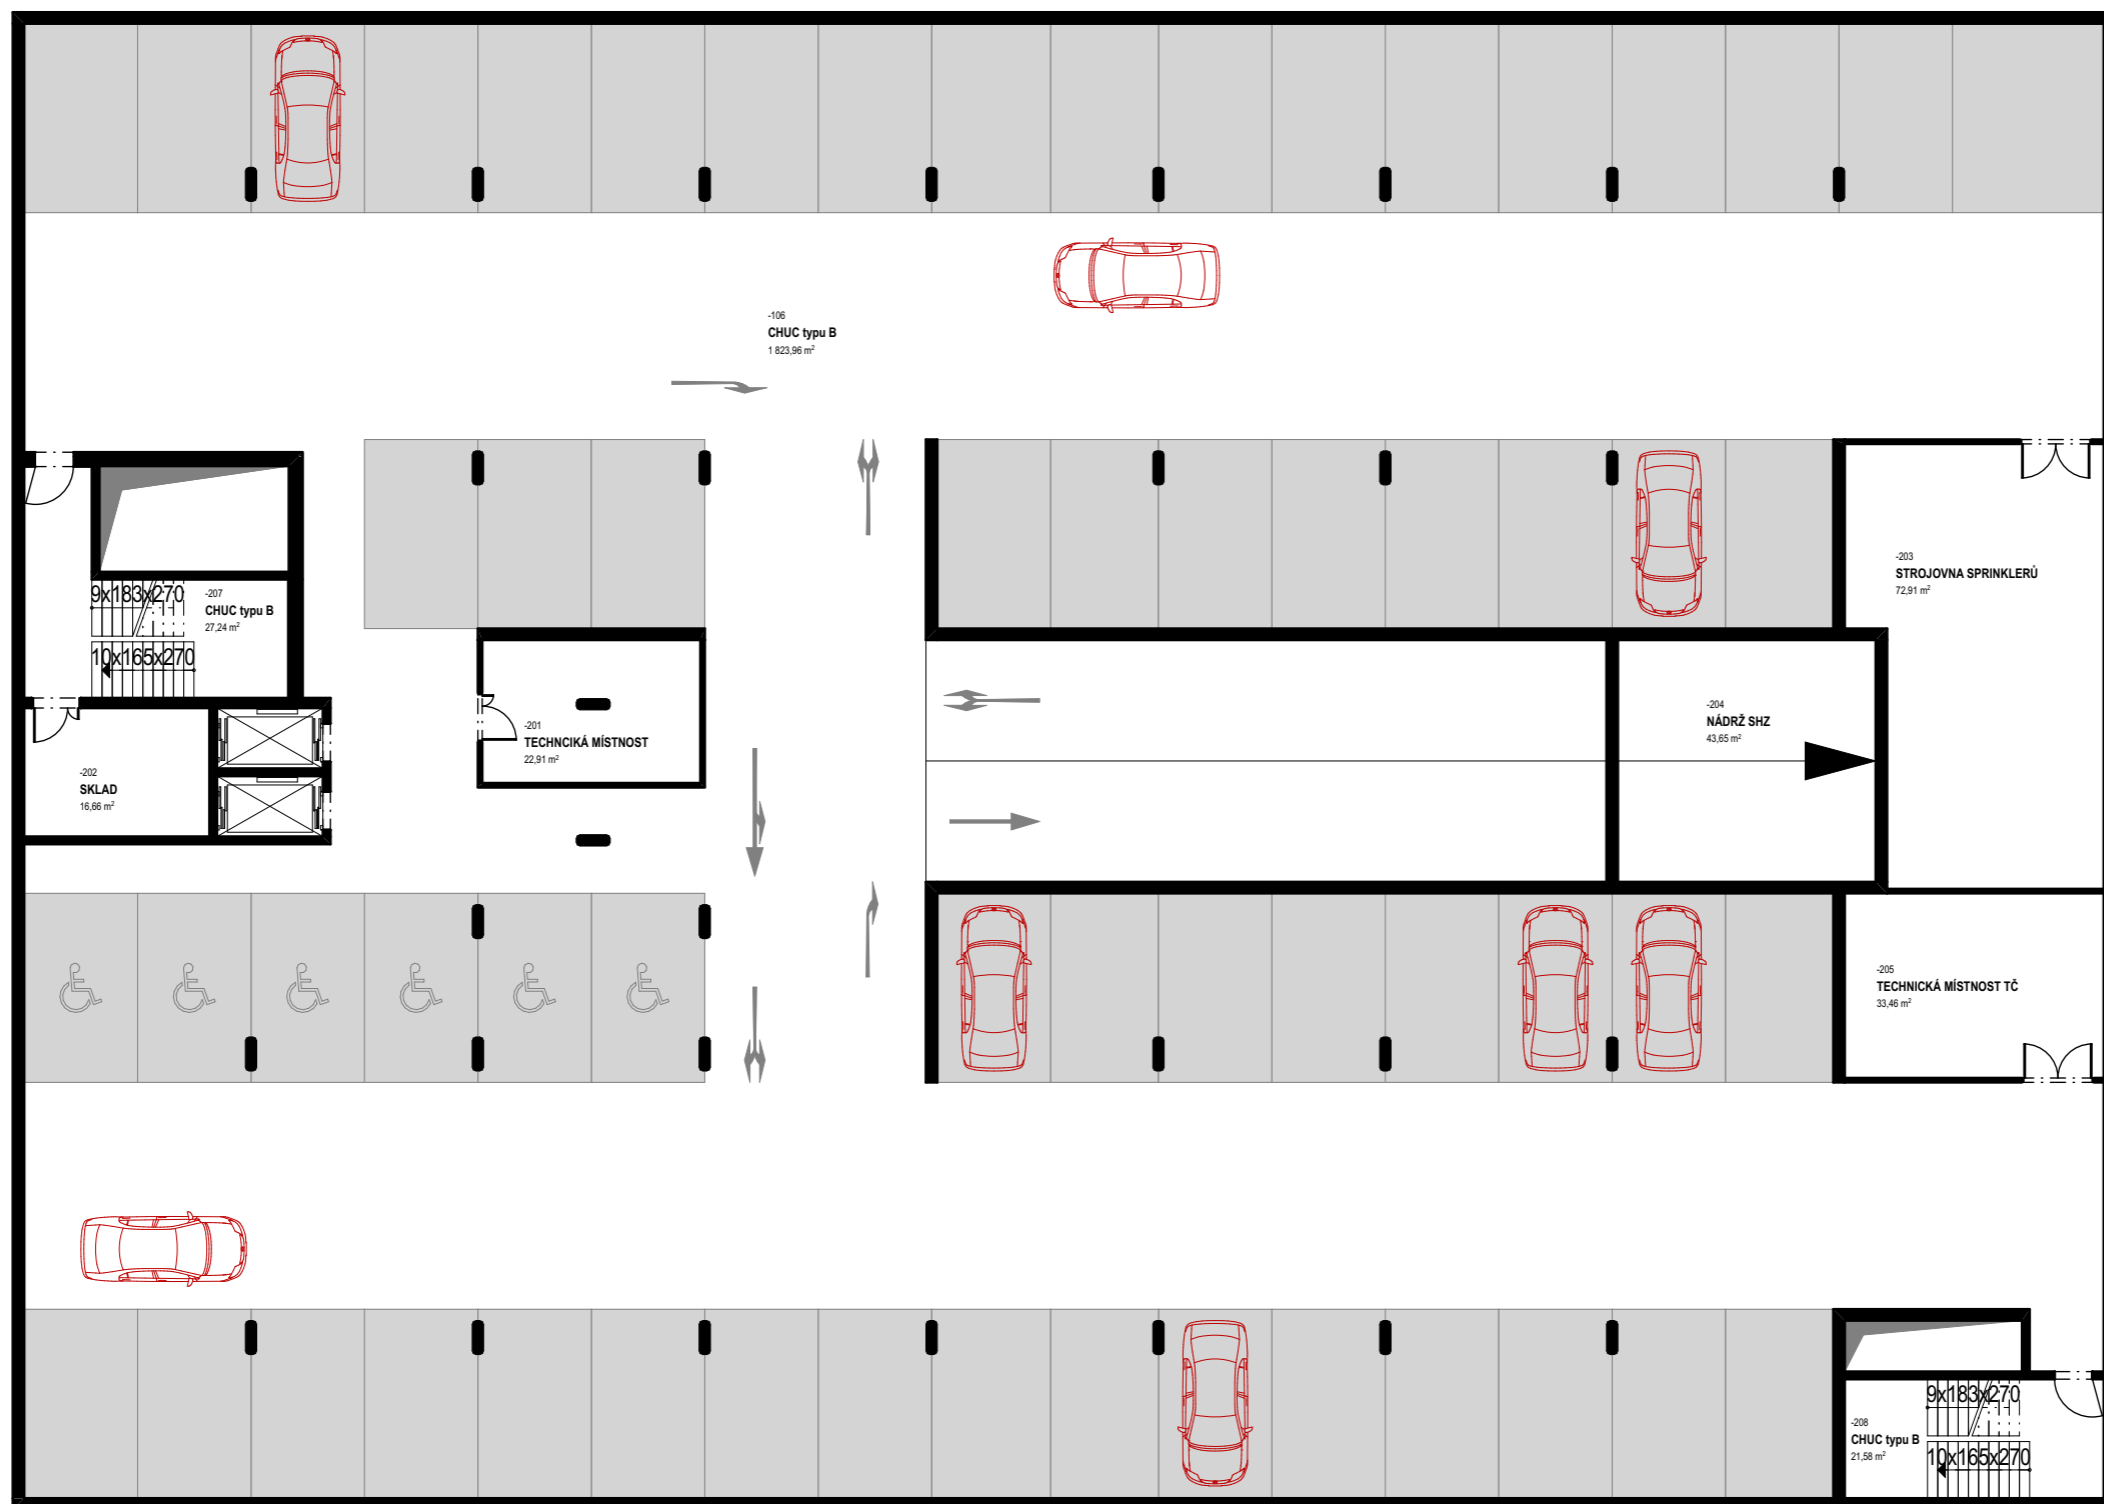 -106
CHUC typu B
1 823,96 m²
9x183x270
10x165x270
-207
CHUC typu B
27,24 m²
-203
STROJOVNA SPRINKLERŮ
72,91 m²
-201
TECHNCIKÁ MÍSTNOST
22,91 m²
-204
NÁDRŽ SHZ
43,65 m²
-202
SKLAD
16,66 m²
-205
TECHNICKÁ MÍSTNOST TČ
33,46 m²
-208
CHUC typu B
21,58 m²
9x183x270
10x165x270